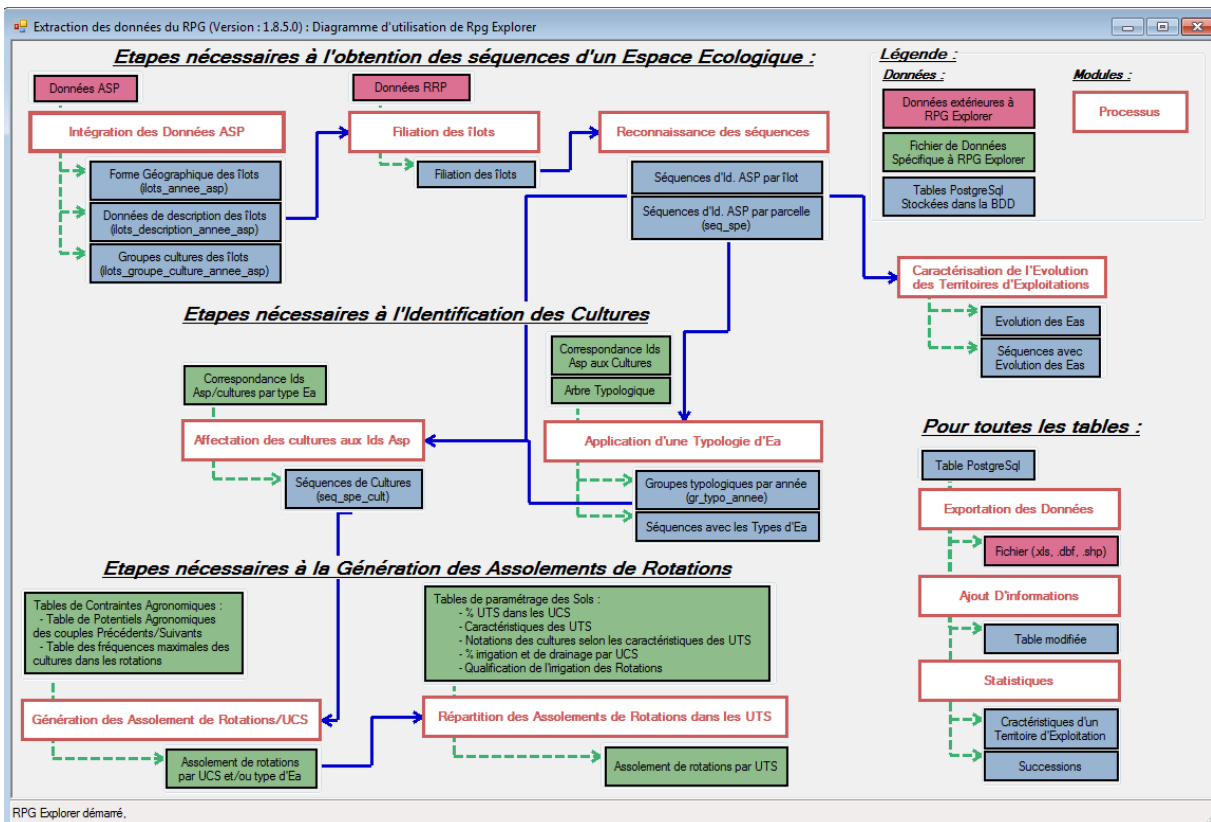 Extraction des données du RPG (Version : 1.8.5.0) : Diagramme d'utilisation de Rpg Explorer
Etapes nécessaires à l'obtention des séquences d'un Espace Ecologique :
Données ASP
Intégration des Données ASP
Forme Géographique des îlots
(ilots_annee_asp)
Données de description des îlots
(ilots_description_annee_asp)
Groupes cultures des îlots
(ilots_groupe_culture_annee_asp)
Données RRP
Filiation des îlots
Filiation des îlots
Reconnaissance des séquences
Séquences d'Id. ASP par îlot
Séquences d'Id. ASP par parcelle
(seq_spe)
Légende :
Données :
Données extérieures à
RPG Explorer
Fichier de Données
Spécifique à RPG Explorer
Tables PostgreSql
Stockées dans la BDD
Modules :
Processus
Caractérisation de l'Evolution
des Territoires d'Exploitations
Evolution des Eas
Séquences avec
Evolution des Eas
Etapes nécessaires à l'Identification des Cultures
Correspondance Ids
Asp/cultures par type Ea
Affectation des cultures aux Ids Asp
Séquences de Cultures
(seq_spe_cult)
Correspondance Ids
Asp aux Cultures
Arbre Typologique
Application d'une Typologie d'Ea
Groupes typologiques par année
(gr_typo_annee)
Séquences avec les Types d'Ea
Etapes nécessaires à la Génération des Assolements de Rotations
Tables de Contraintes Agronomiques :
- Table de Potentiels Agronomiques
des couples Précédents/Suivants
- Table des fréquences maximales des
cultures dans les rotations
Génération des Assolement de Rotations/UCS
Assolement de rotations
par UCS et/ou type d'Ea
Tables de paramétrage des Sols :
- % UTS dans les UCS
- Caractéristiques des UTS
- Notations des cultures selon les caractéristiques des UTS
- % irrigation et de drainage par UCS
- Qualification de l'irrigation des Rotations
Répartition des Assolements de Rotations dans les UTS
Assolement de rotations par UTS
Pour toutes les tables :
Table PostgreSql
Exportation des Données
Fichier (.xls, .dbf, .shp)
Ajout D'informations
Table modifiée
Statistiques
Cractéristiques d'un
Territoire d'Exploitation
Successions
RPG Explorer démarré,